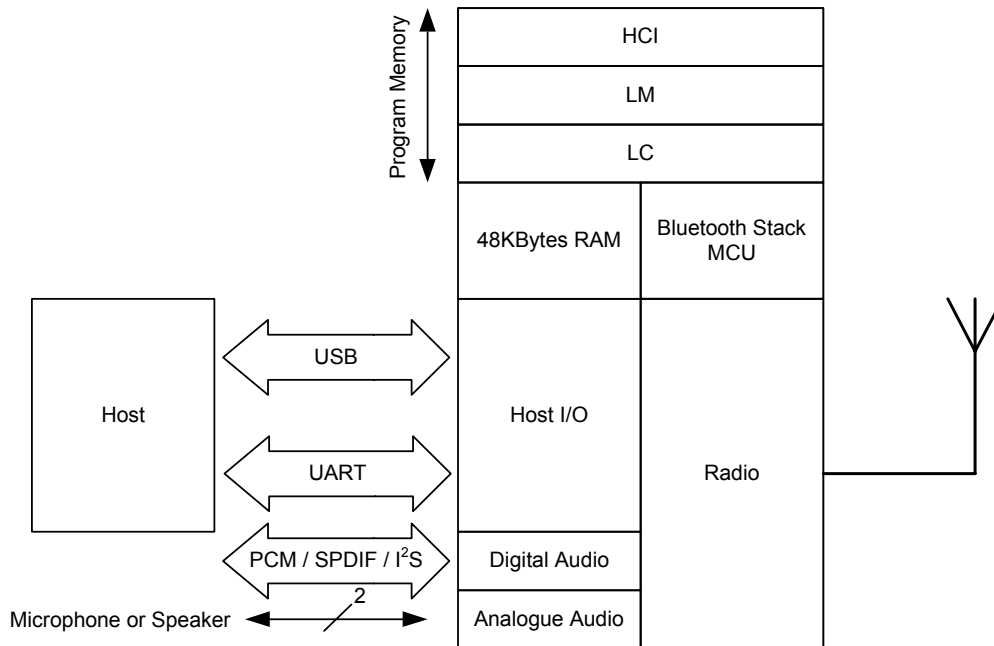 Program Memory
HCI
LM
LC
48KBytes RAM
Bluetooth Stack
MCU
Host
USB
UART
PCM / SPDIF / I²S
Microphone or Speaker
2
Host I/O
Radio
Digital Audio
Analogue Audio